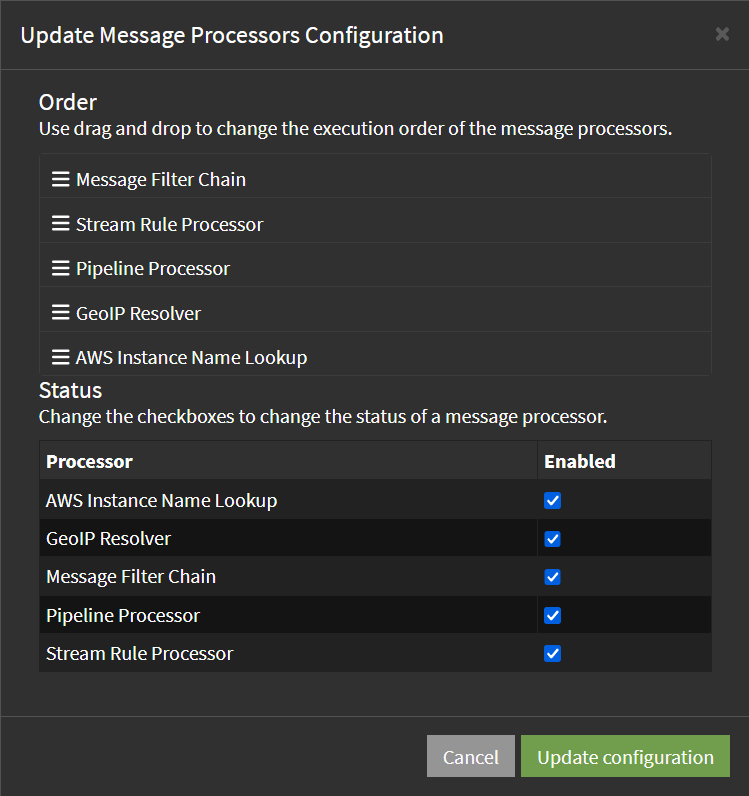 Update Message Processors Configuration
Order
Use drag and drop to change the execution order of the message processors.
Message Filter Chain
Stream Rule Processor
Pipeline Processor
GeoIP Resolver
AWS Instance Name Lookup
Status
Change the checkboxes to change the status of a message processor.
Processor Enabled
AWS Instance Name Lookup
GeoIP Resolver
Message Filter Chain
Pipeline Processor
Stream Rule Processor
Cancel Update configuration